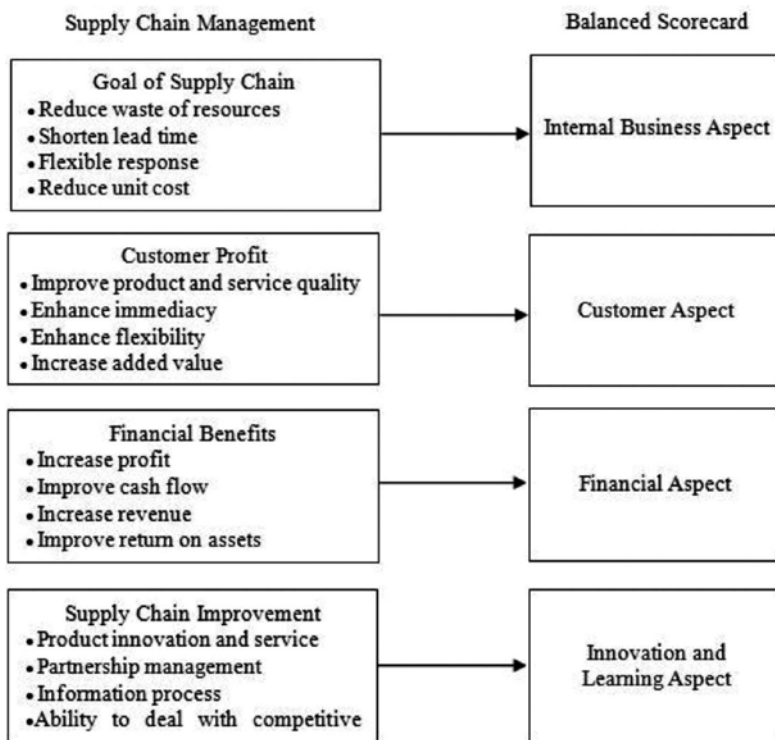 Supply Chain Management
Balanced Scorecard
Goal of Supply Chain
• Reduce waste of resources
• Shorten lead time
• Flexible response
• Reduce unit cost
Internal Business Aspect
Customer Profit
• Improve product and service quality
• Enhance immediacy
• Enhance flexibility
• Increase added value
Customer Aspect
Financial Benefits
• Increase profit
• Improve cash flow
• Increase revenue
• Improve return on assets
Financial Aspect
Supply Chain Improvement
• Product innovation and service
• Partnership management
• Information process
• Ability to deal with competitive
Innovation and
Learning Aspect